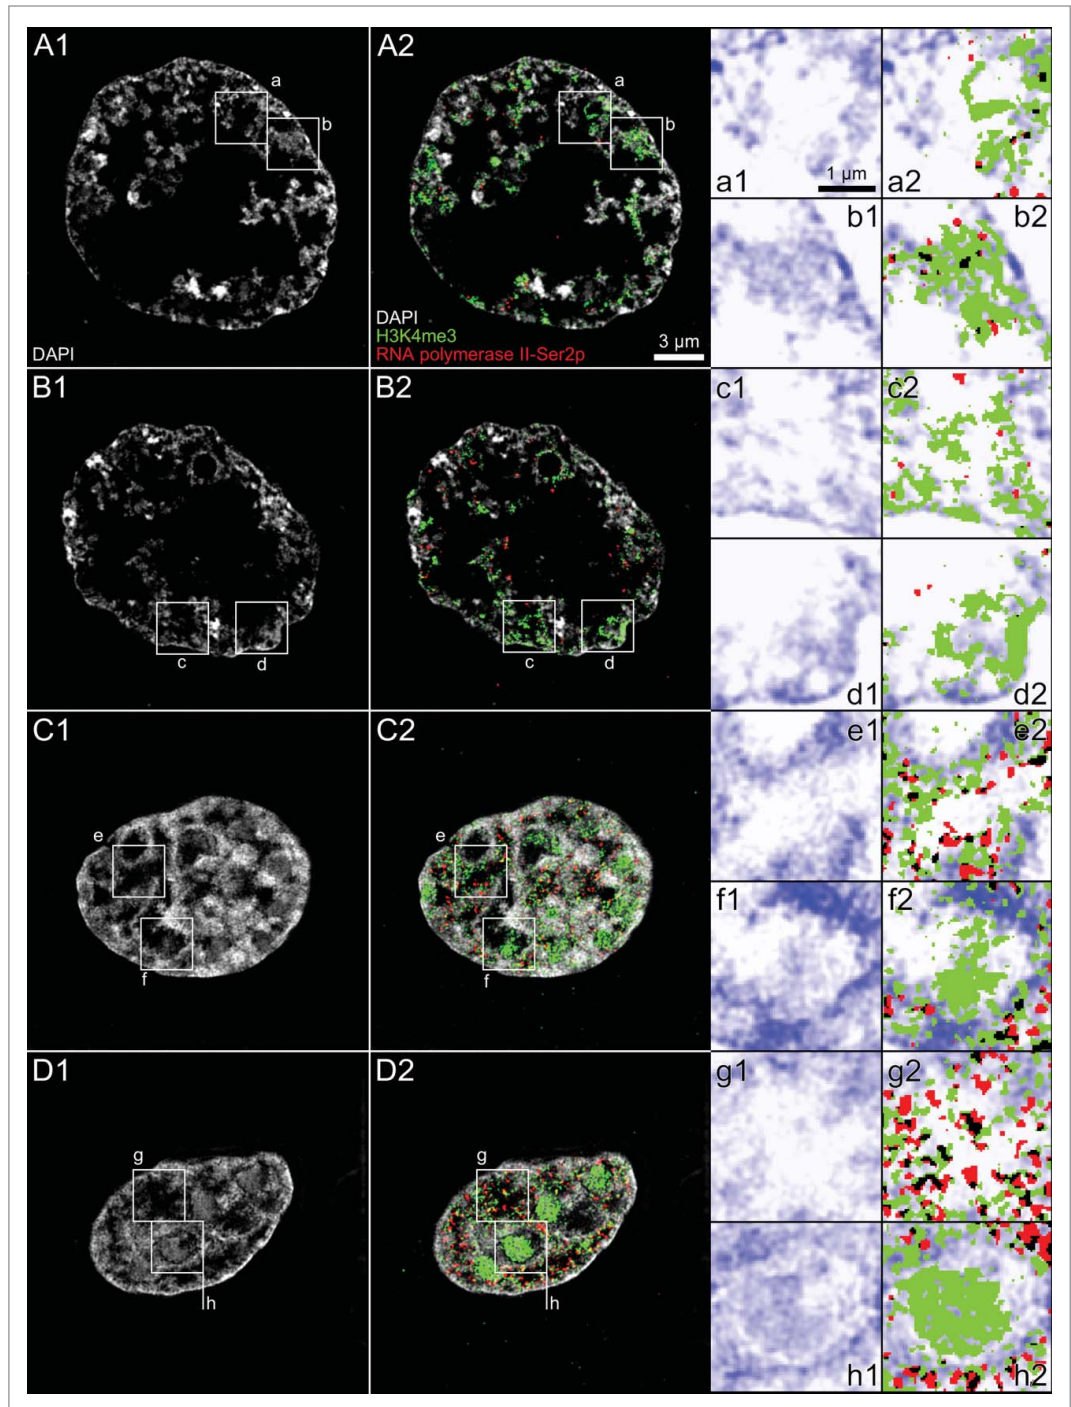 A1
A2
a
b
a
b
a1
1 µm
a2
b1
b2
DAPI
DAPI
H3K4me3
RNA polymerase II-Ser2p
3 µm
B1
B2
c
d
c
d
c1
c2
d1
d2
C1
C2
e
f
e
f
e1
e2
f1
f2
D1
D2
g
h
g
h
g1
g2
h1
h2